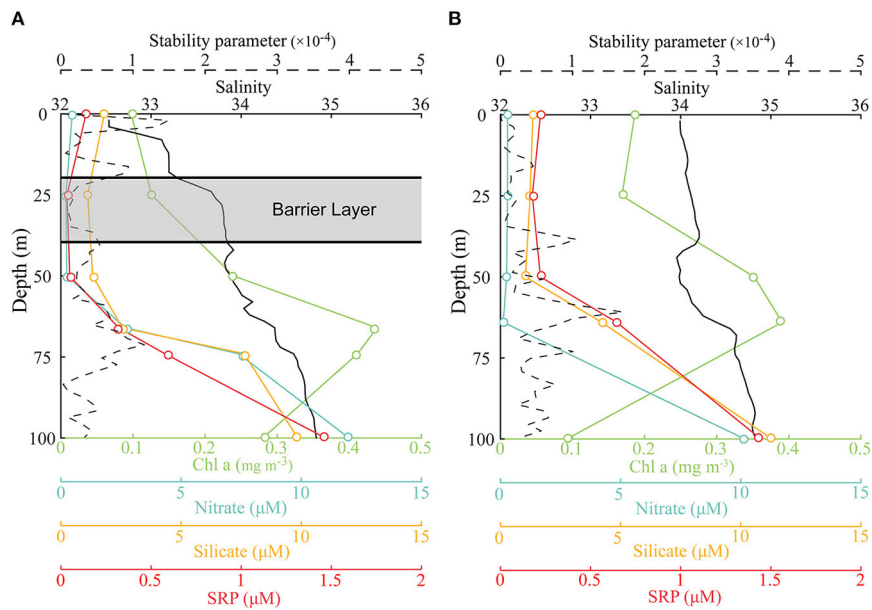 A
Stability parameter (×10-4)
0 1 2 3 4 5
Salinity
32 33 34 35 36
0
25
50
75
100
Depth (m)
Barrier Layer
0.1 0.2 0.3 0.4 0.5
Chl a (mg m-3)
0 5 10 15
Nitrate (μM)
0 5 10 15
Silicate (μM)
0 0.5 1 1.5 2
SRP (μM)
B
Stability parameter (×10-4)
0 1 2 3 4 5
Salinity
32 33 34 35 36
0
25
50
75
100
Depth (m)
0.1 0.2 0.3 0.4 0.5
Chl a (mg m-3)
0 5 10 15
Nitrate (μM)
0 5 10 15
Silicate (μM)
0 0.5 1 1.5 2
SRP (μM)